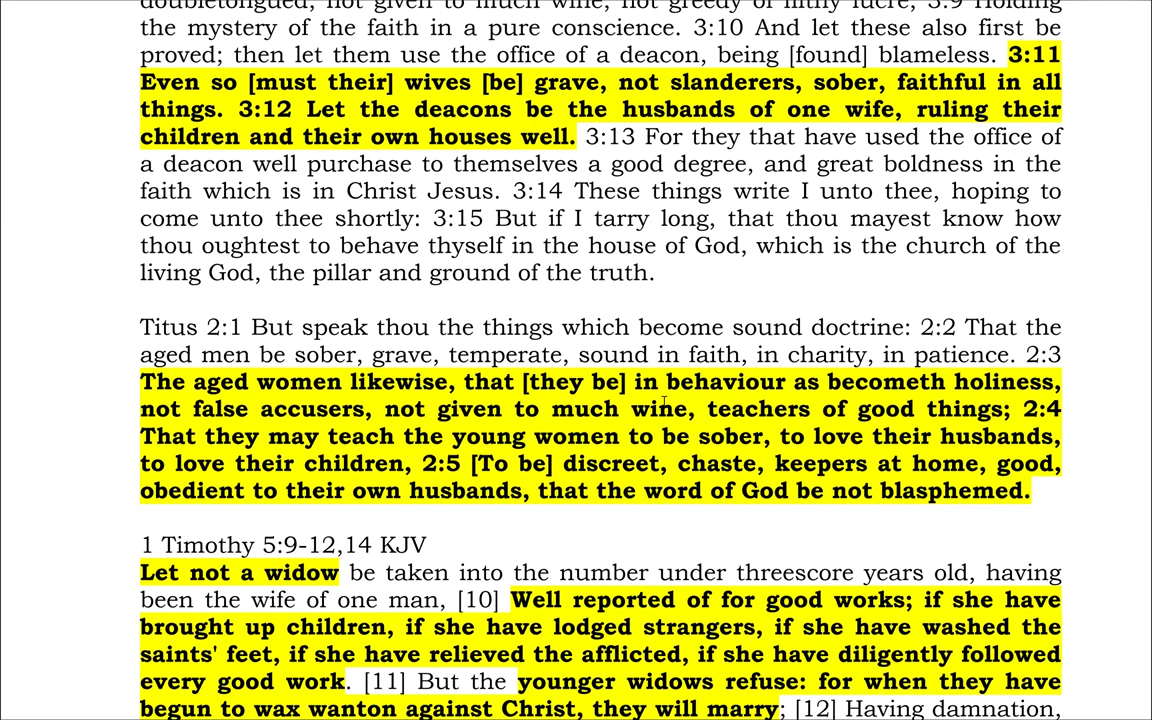 doubletongued, not given to much wine, not greedy of filthy lucre; 3:9 Holding
the mystery of the faith in a pure conscience. 3:10 And let these also first be
proved; then let them use the office of a deacon, being [found] blameless. 3:11
Even so [must their] wives [be] grave, not slanderers, sober, faithful in all
things. 3:12 Let the deacons be the husbands of one wife, ruling their
children and their own houses well. 3:13 For they that have used the office of
a deacon well purchase to themselves a good degree, and great boldness in the
faith which is in Christ Jesus. 3:14 These things write I unto thee, hoping to
come unto thee shortly: 3:15 But if I tarry long, that thou mayest know how
thou oughtest to behave thyself in the house of God, which is the church of the
living God, the pillar and ground of the truth.
Titus 2:1 But speak thou the things which become sound doctrine: 2:2 That the
aged men be sober, grave, temperate, sound in faith, in charity, in patience. 2:3
The aged women likewise, that [they be] in behaviour as becometh holiness,
not false accusers, not given to much wine, teachers of good things; 2:4
That they may teach the young women to be sober, to love their husbands,
to love their children, 2:5 [To be] discreet, chaste, keepers at home, good,
obedient to their own husbands, that the word of God be not blasphemed.
1 Timothy 5:9-12,14 KJV
Let not a widow be taken into the number under threescore years old, having
been the wife of one man, [10] Well reported of for good works; if she have
brought up children, if she have lodged strangers, if she have washed the
saints' feet, if she have relieved the afflicted, if she have diligently followed
every good work. [11] But the younger widows refuse: for when they have
begun to wax wanton against Christ, they will marry; [12] Having damnation,